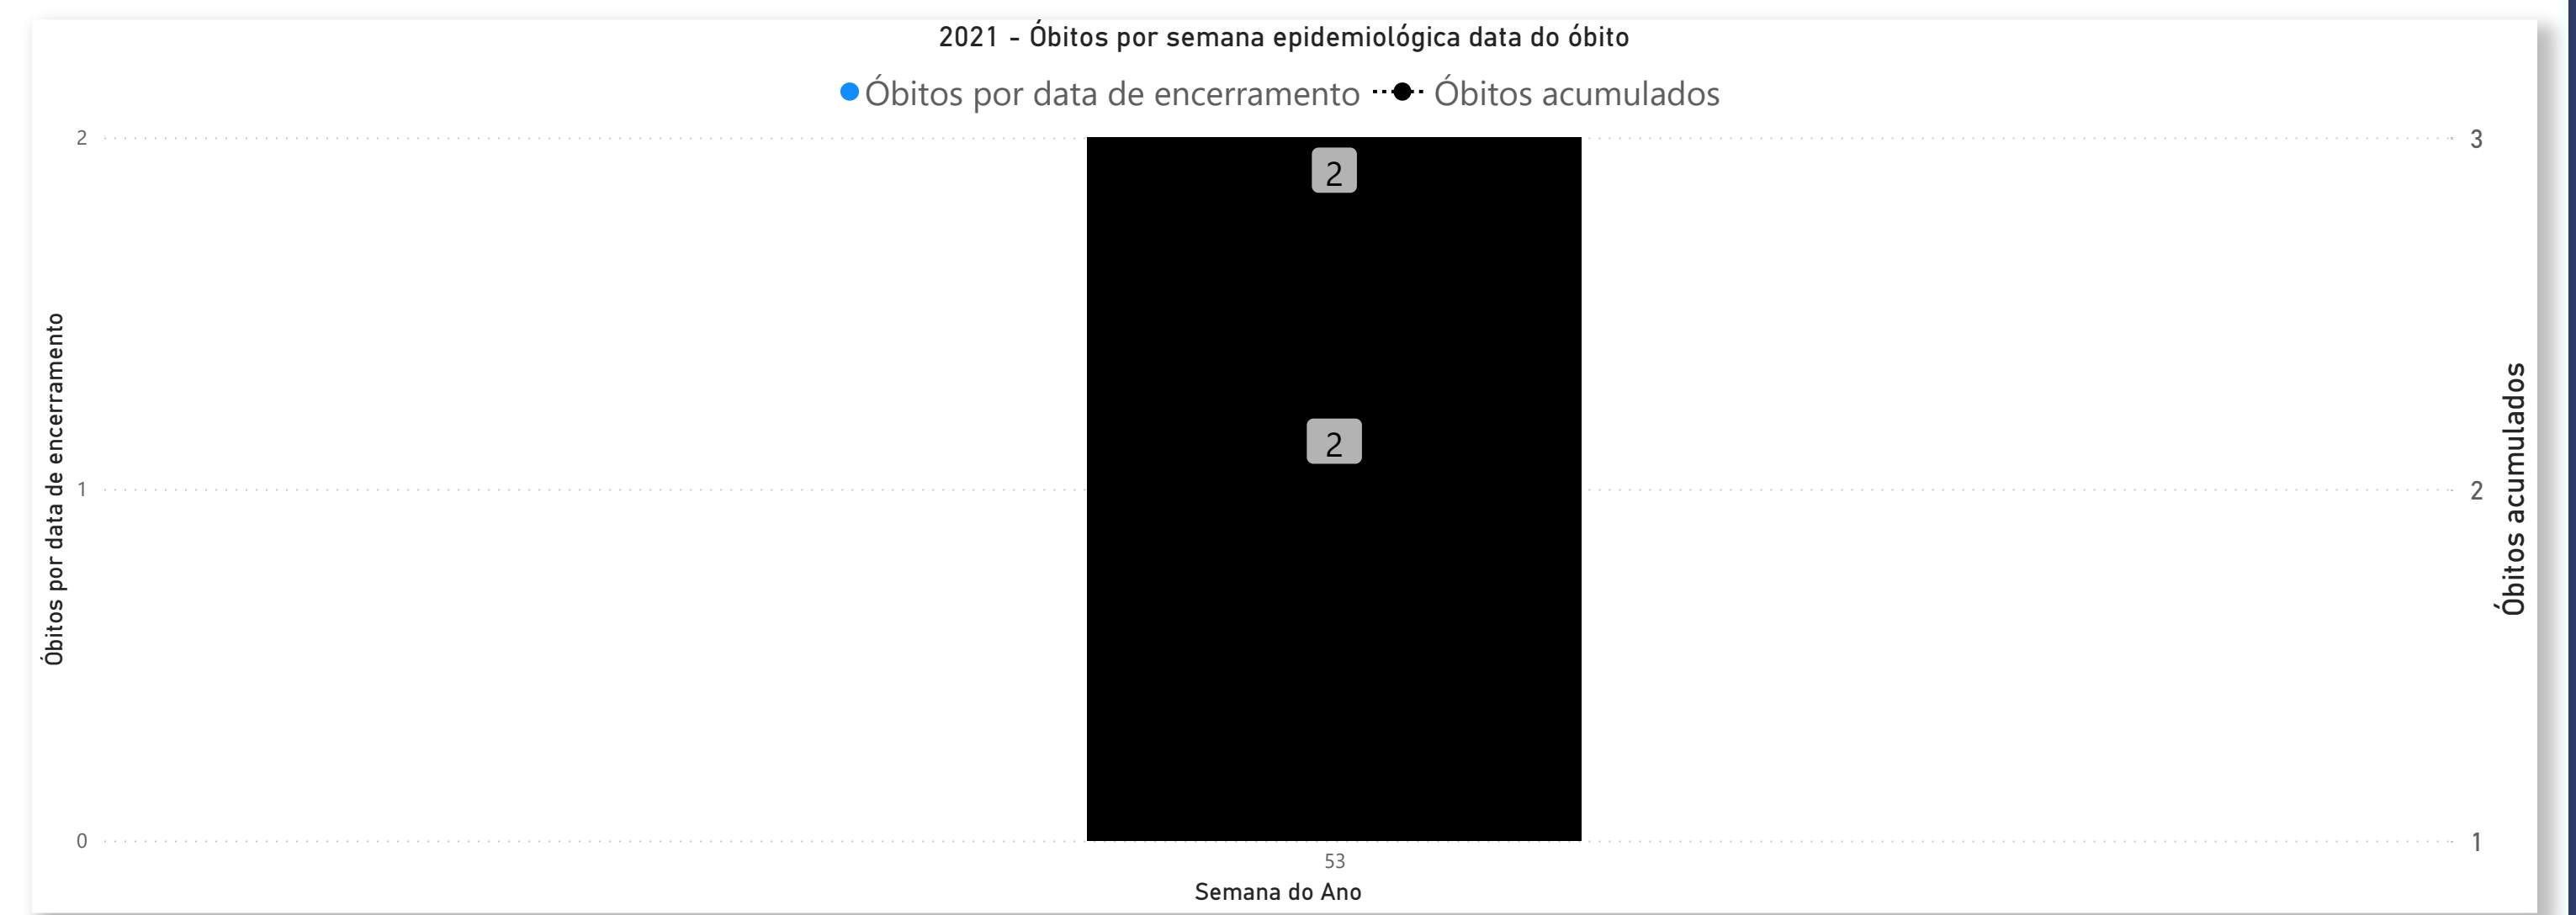 2021 - Óbitos por semana epidemiológica data do óbito
Óbitos por data de encerramento Óbitos acumulados
2
1
0
Óbitos por data de encerramento
2
2
3
2
1
Óbitos acumulados
53
Semana do Ano